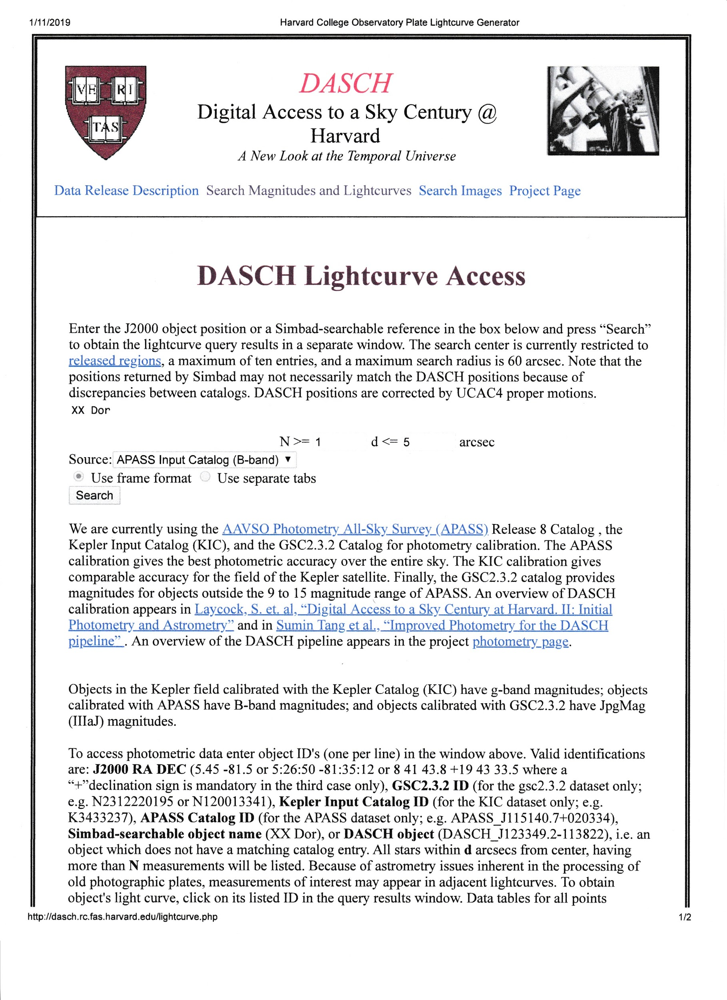 1/11/2019 Harvard College Observatory Plate Lightcurve Generator
VE RI
TAS
DASCH
Digital Access to a Sky Century @
Harvard
A New Look at the Temporal Universe
Data Release Description Search Magnitudes and Lightcurves Search Images Project Page
DASCH Lightcurve Access
Enter the J2000 object position or a Simbad-searchable reference in the box below and press “Search”
to obtain the lightcurve query results in a separate window. The search center is currently restricted to
released regions, a maximum of ten entries, and a maximum search radius is 60 arcsec. Note that the
positions returned by Simbad may not necessarily match the DASCH positions because of
discrepancies between catalogs. DASCH positions are corrected by UCAC4 proper motions.
XX Dor
N >= 1 d <= 5 arcsec
Source: APASS Input Catalog (B-band) ▼
Use frame format Use separate tabs
Search
We are currently using the AAVSO Photometry All-Sky Survey (APASS) Release 8 Catalog , the
Kepler Input Catalog (KIC), and the GSC2.3.2 Catalog for photometry calibration. The APASS
calibration gives the best photometric accuracy over the entire sky. The KIC calibration gives
comparable accuracy for the field of the Kepler satellite. Finally, the GSC2.3.2 catalog provides
magnitudes for objects outside the 9 to 15 magnitude range of APASS. An overview of DASCH
calibration appears in Laycock, S. et. al, “Digital Access to a Sky Century at Harvard. II: Initial
Photometry and Astrometry” and in Sumin Tang et al., “Improved Photometry for the DASCH
pipeline” . An overview of the DASCH pipeline appears in the project photometry page.
Objects in the Kepler field calibrated with the Kepler Catalog (KIC) have g-band magnitudes; objects
calibrated with APASS have B-band magnitudes; and objects calibrated with GSC2.3.2 have JpgMag
(IIIaJ) magnitudes.
To access photometric data enter object ID's (one per line) in the window above. Valid identifications
are: J2000 RA DEC (5.45 -81.5 or 5:26:50 -81:35:12 or 8 41 43.8 +19 43 33.5 where a
“+”declination sign is mandatory in the third case only), GSC2.3.2 ID (for the gsc2.3.2 dataset only;
e.g. N2312220195 or N120013341), Kepler Input Catalog ID (for the KIC dataset only; e.g.
K3433237), APASS Catalog ID (for the APASS dataset only; e.g. APASS_J115140.7+020334),
Simbad-searchable object name (XX Dor), or DASCH object (DASCH_J123349.2-113822), i.e. an
object which does not have a matching catalog entry. All stars within d arcsecs from center, having
more than N measurements will be listed. Because of astrometry issues inherent in the processing of
old photographic plates, measurements of interest may appear in adjacent lightcurves. To obtain
object's light curve, click on its listed ID in the query results window. Data tables for all points
http://dasch.rc.fas.harvard.edu/lightcurve.php 1/2